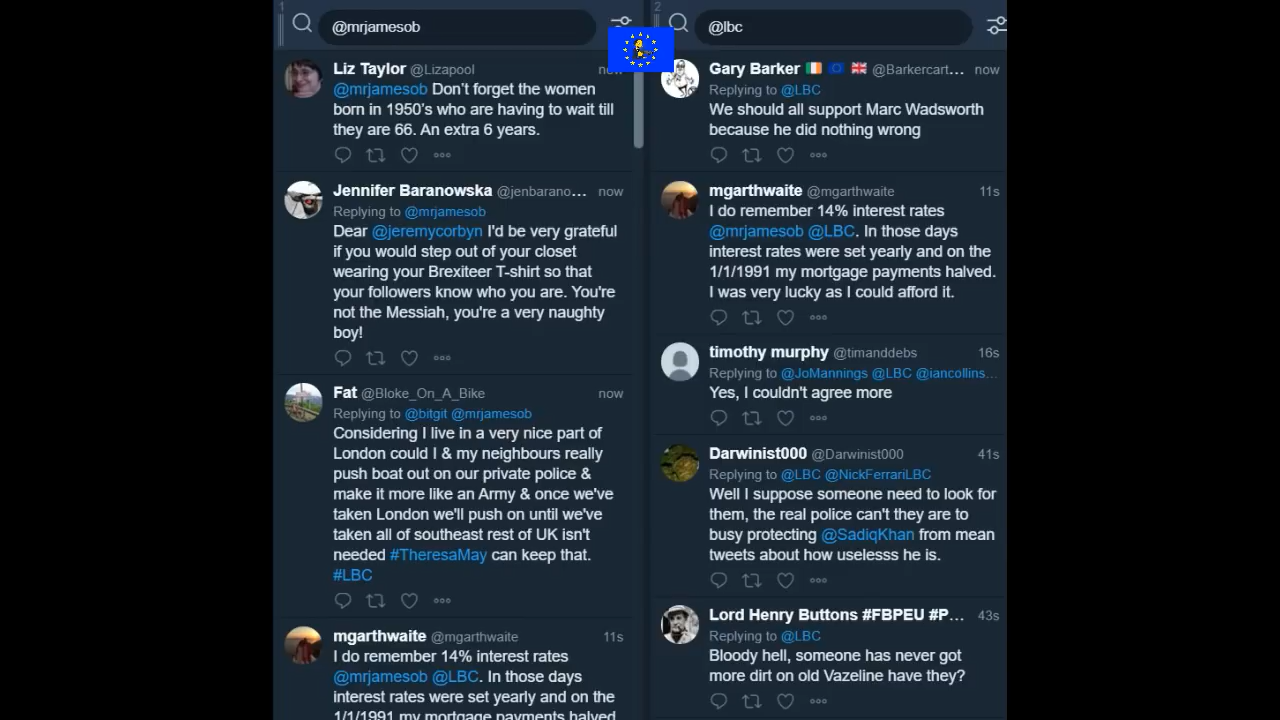 1
@mrjamesob
Liz Taylor @Lizapool now
@mrjamesob Don't forget the women
born in 1950's who are having to wait till
they are 66. An extra 6 years.
Jennifer Baranowska @jenbarano... now
Replying to @mrjamesob
Dear @jeremycorbyn I'd be very grateful
if you would step out of your closet
wearing your Brexiteer T-shirt so that
your followers know who you are. You're
not the Messiah, you're a very naughty
boy!
Fat @Bloke_On_A_Bike now
Replying to @bitgit @mrjamesob
Considering I live in a very nice part of
London could I & my neighbours really
push boat out on our private police &
make it more like an Army & once we've
taken London we'll push on until we've
taken all of southeast rest of UK isn't
needed #TheresaMay can keep that.
#LBC
mgarthwaite @mgarthwaite 11s
I do remember 14% interest rates
@mrjamesob @LBC. In those days
interest rates were set yearly and on the
1/1/1991 my mortgage payments halved.
2
@lbc
Gary Barker @Barkercart... now
Replying to @LBC
We should all support Marc Wadsworth
because he did nothing wrong
mgarthwaite @mgarthwaite 11s
I do remember 14% interest rates
@mrjamesob @LBC. In those days
interest rates were set yearly and on the
1/1/1991 my mortgage payments halved.
I was very lucky as I could afford it.
timothy murphy @timanddebs 16s
Replying to @JoMannings @LBC @iancollins...
Yes, I couldn't agree more
Darwinist000 @Darwinist000 41s
Replying to @LBC @NickFerrariLBC
Well I suppose someone need to look for
them, the real police can't they are to
busy protecting @SadiqKhan from mean
tweets about how uselesss he is.
Lord Henry Buttons #FBPEU #P... 43s
Replying to @LBC
Bloody hell, someone has never got
more dirt on old Vazeline have they?